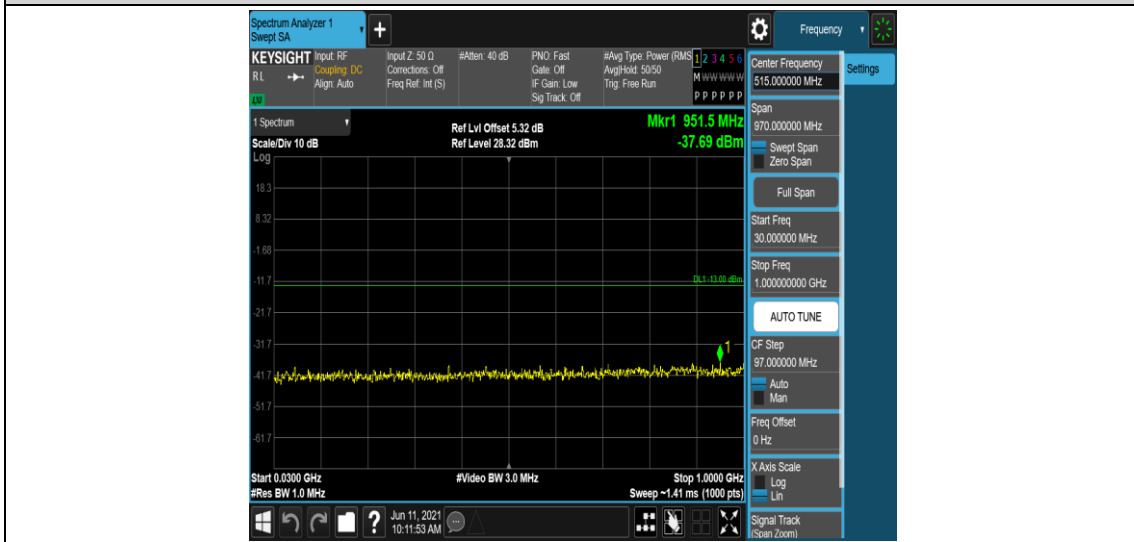 Spectrum Analyzer 1
Swept SA
+
Frequency
KEYSIGHT
RL
LXI
Input: RF
Coupling: DC
Align: Auto
Input Z: 50 Ω
Corrections: Off
Freq Ref: Int (S)
#Atten: 40 dB
PNO: Fast
Gate: Off
IF Gain: Low
Sig Track: Off
#Avg Type: Power (RMS
Avg|Hold: 50/50
Trig: Free Run
1 2 3 4 5 6
M W W W W W
P P P P P P
1 Spectrum
Scale/Div 10 dB
Log
Ref Lvl Offset 5.32 dB
Ref Level 28.32 dBm
Mkr1 951.5 MHz
-37.69 dBm
18.3
8.32
-1.68
-11.7
DL1 -13.00 dBm
-21.7
-31.7
1
-41.7
-51.7
-61.7
Start 0.0300 GHz
#Res BW 1.0 MHz
#Video BW 3.0 MHz
Stop 1.0000 GHz
Sweep ~1.41 ms (1000 pts)
Center Frequency
515.000000 MHz
Settings
Span
970.000000 MHz
Swept Span
Zero Span
Full Span
Start Freq
30.000000 MHz
Stop Freq
1.000000000 GHz
AUTO TUNE
CF Step
97.000000 MHz
Auto
Man
Freq Offset
0 Hz
X Axis Scale
Log
Lin
Signal Track
(Span Zoom)
?
Jun 11, 2021
10:11:53 AM